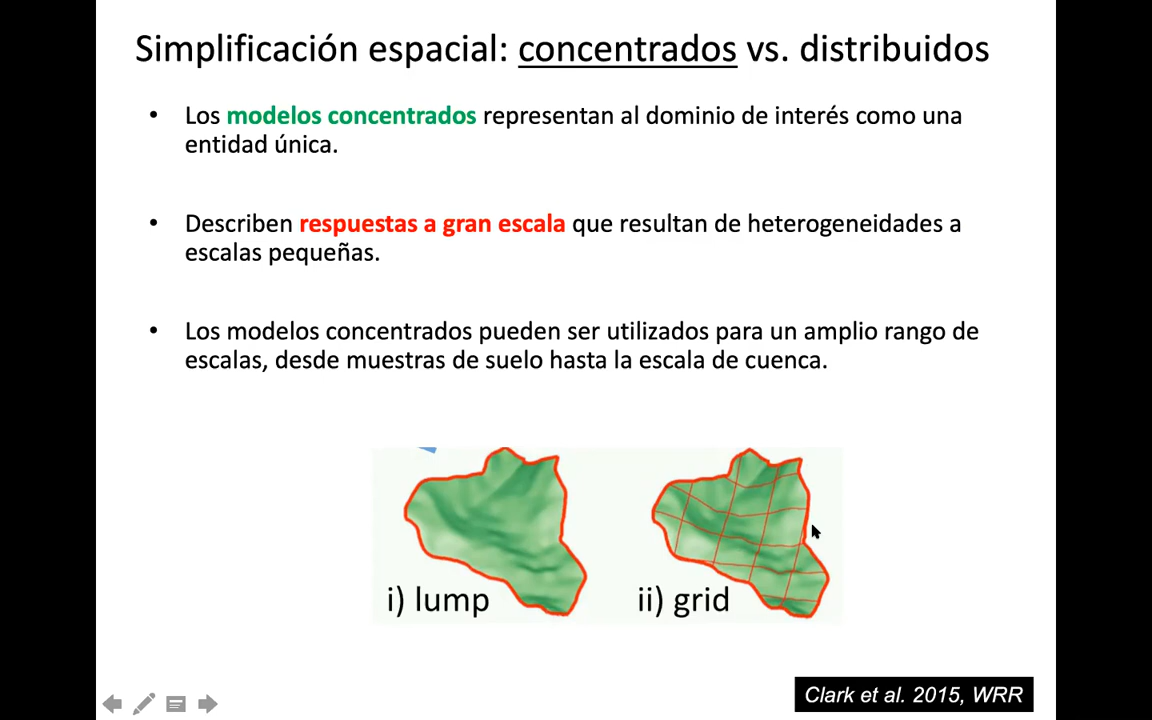 Simplificación espacial: concentrados vs. distribuidos
• Los modelos concentrados representan al dominio de interés como una
entidad única.
• Describen respuestas a gran escala que resultan de heterogeneidades a
escalas pequeñas.
• Los modelos concentrados pueden ser utilizados para un amplio rango de
escalas, desde muestras de suelo hasta la escala de cuenca.
i) lump
ii) grid
Clark et al. 2015, WRR